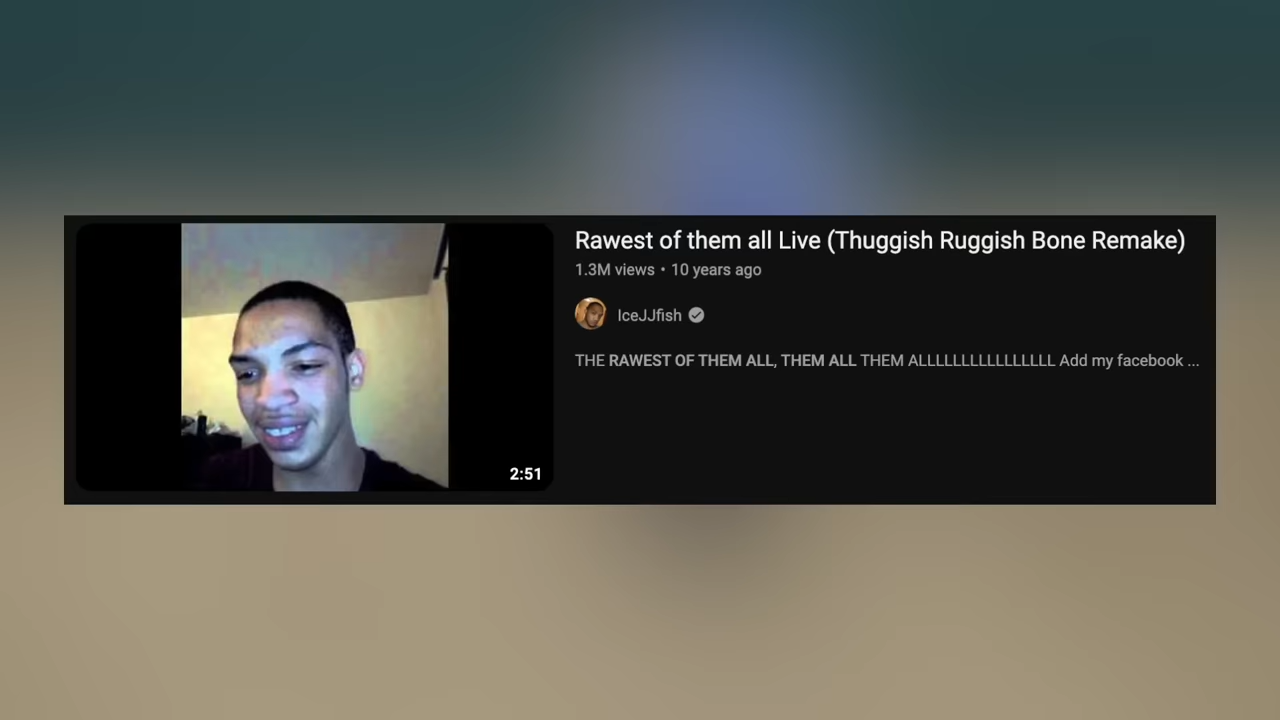 Rawest of them all Live (Thuggish Ruggish Bone Remake)
1.3M views • 10 years ago
IceJJfish
THE RAWEST OF THEM ALL, THEM ALL THEM ALLLLLLLLLLLLLLLL Add my facebook ...
2:51